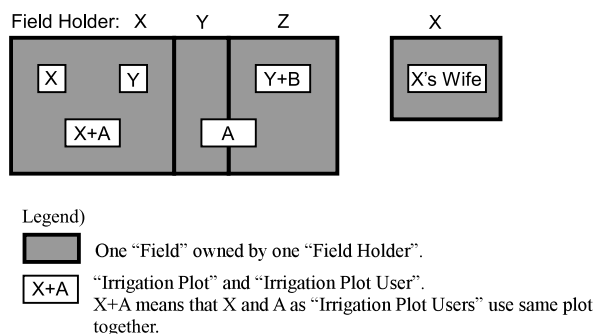 Field Holder: X Y Z X
X Y Y+B X's Wife
X+A A
Legend)
One “Field” owned by one “Field Holder”.
X+A “Irrigation Plot” and “Irrigation Plot User”.
X+A means that X and A as “Irrigation Plot Users” use same plot
together.